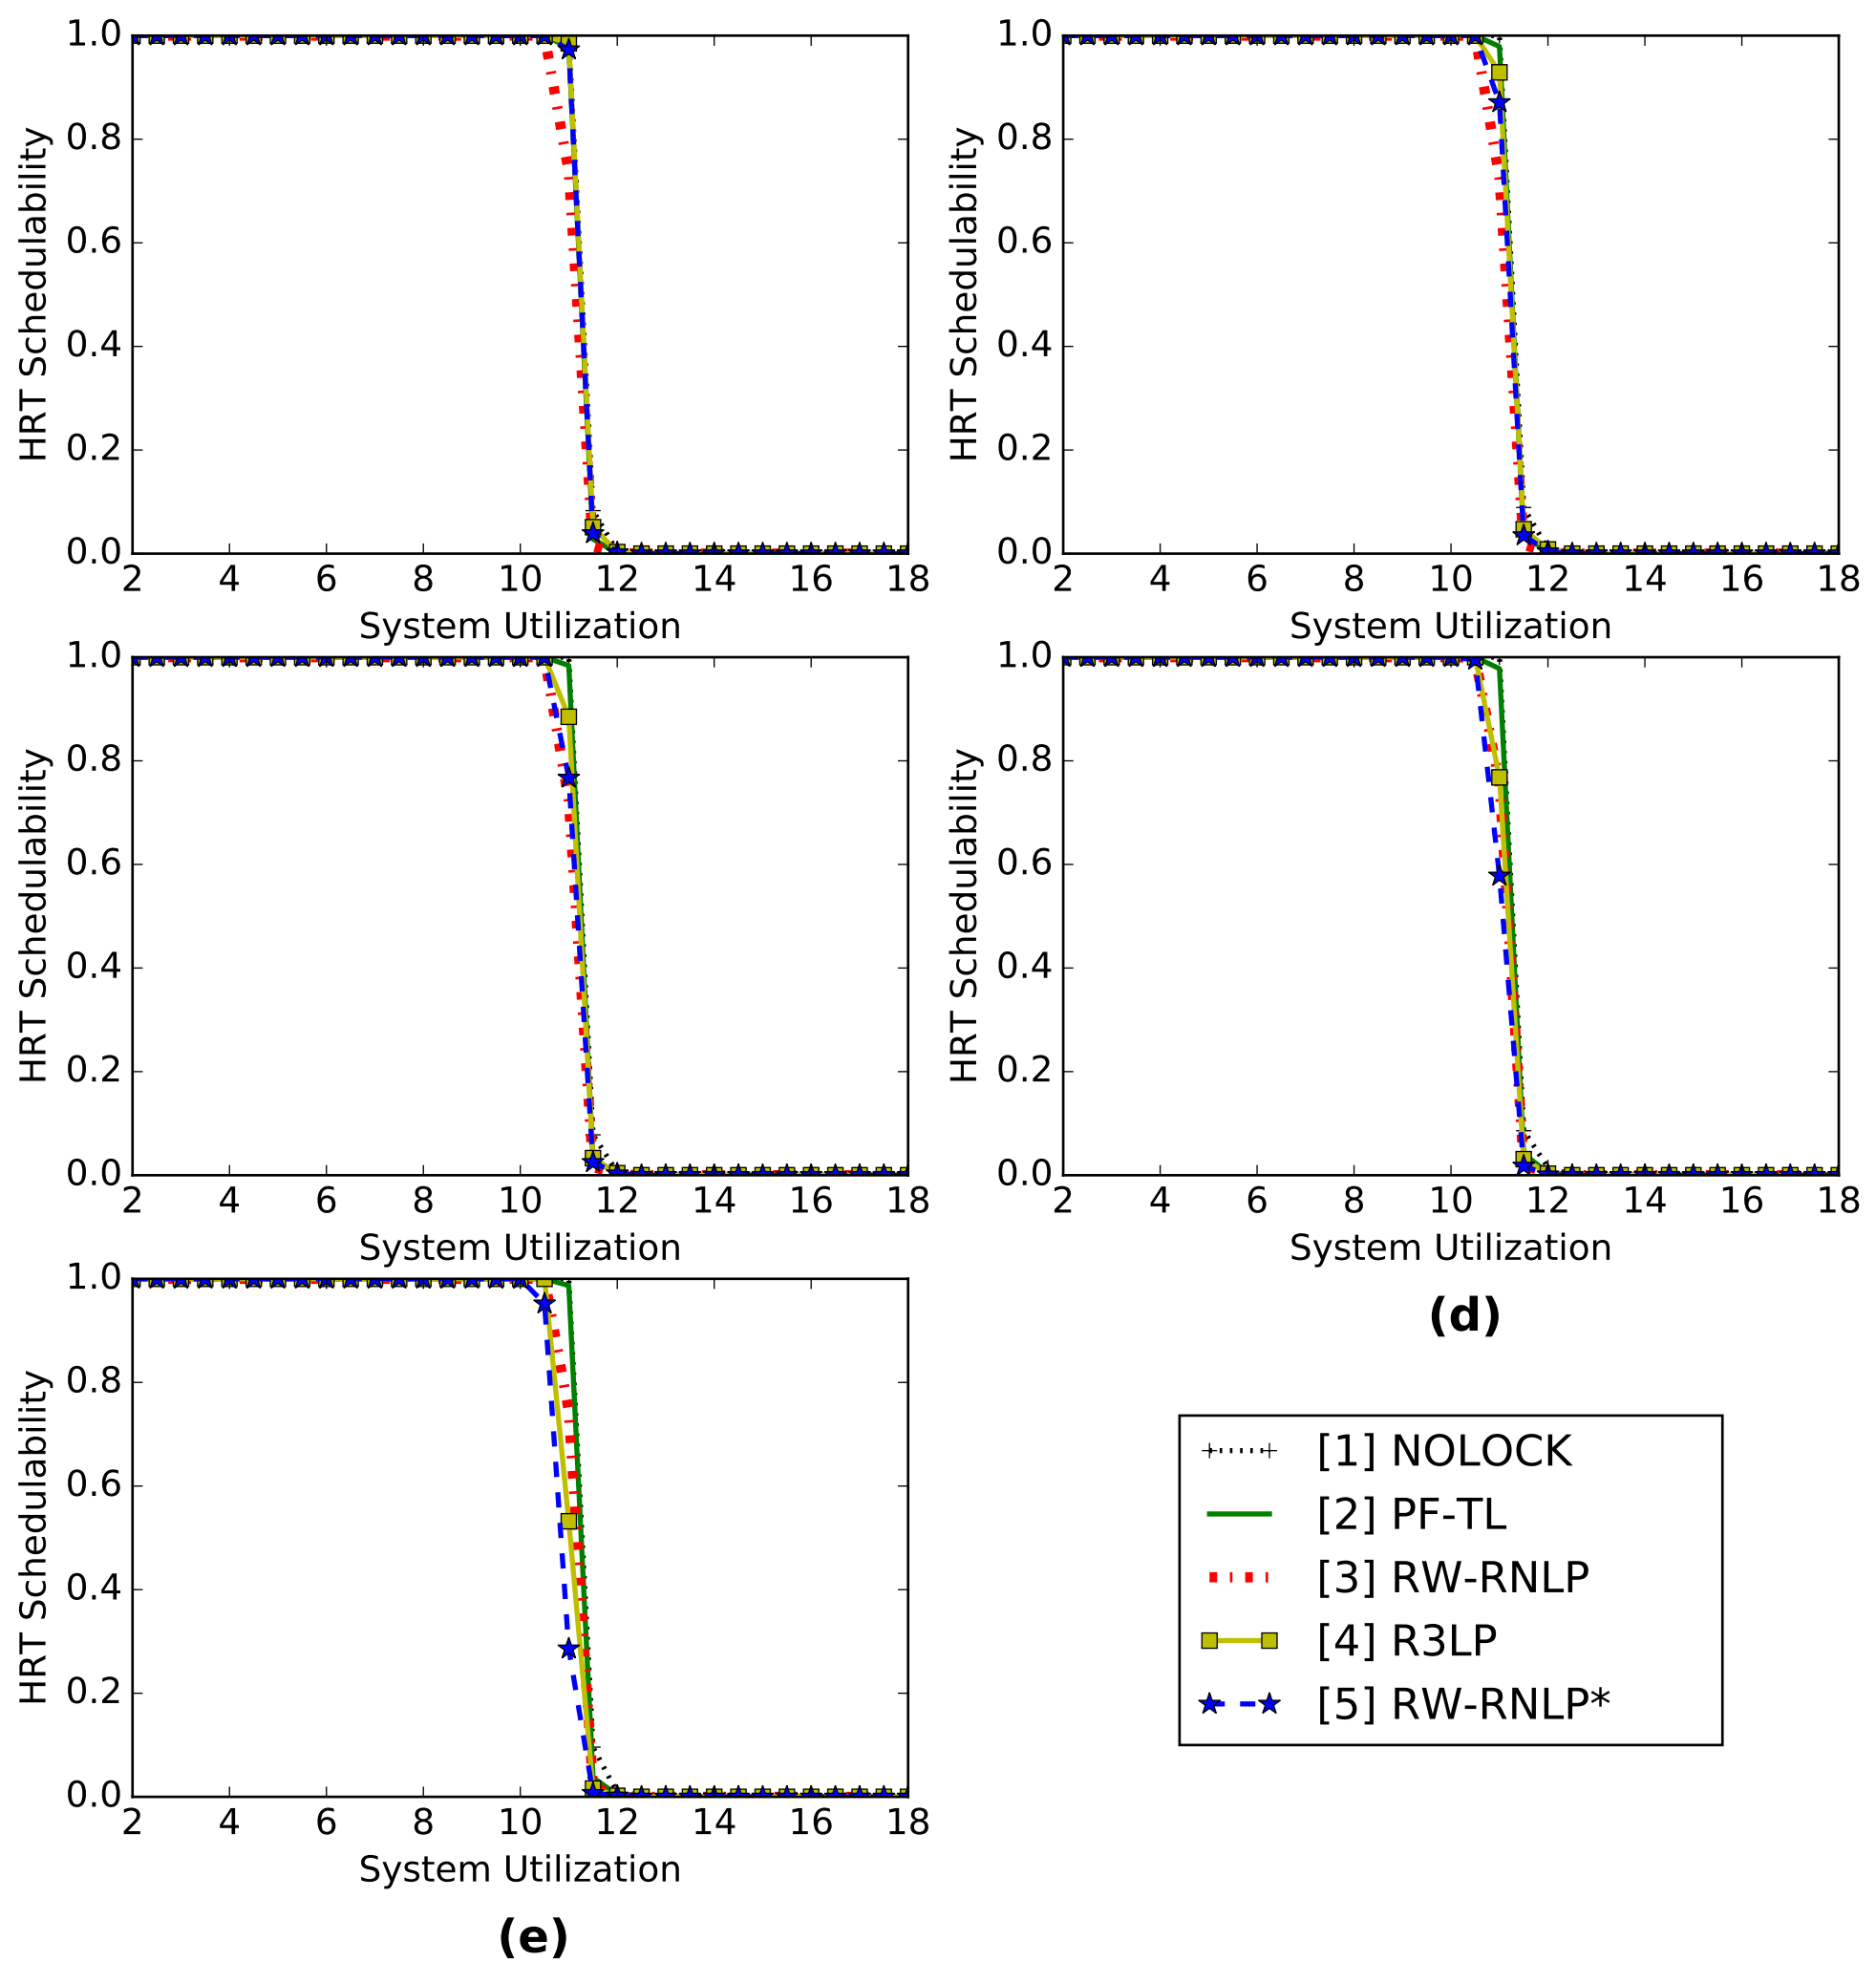 1.0
0.8
0.6
0.4
0.2
0.0
HRT Schedulability
2 4 6 8 10 12 14 16 18
System Utilization
1.0
0.8
0.6
0.4
0.2
0.0
HRT Schedulability
2 4 6 8 10 12 14 16 18
System Utilization
1.0
0.8
0.6
0.4
0.2
0.0
HRT Schedulability
2 4 6 8 10 12 14 16 18
System Utilization
1.0
0.8
0.6
0.4
0.2
0.0
HRT Schedulability
2 4 6 8 10 12 14 16 18
System Utilization
(d)
1.0
0.8
0.6
0.4
0.2
0.0
HRT Schedulability
2 4 6 8 10 12 14 16 18
System Utilization
(e)
[1] NOLOCK
[2] PF-TL
[3] RW-RNLP
[4] R3LP
[5] RW-RNLP*